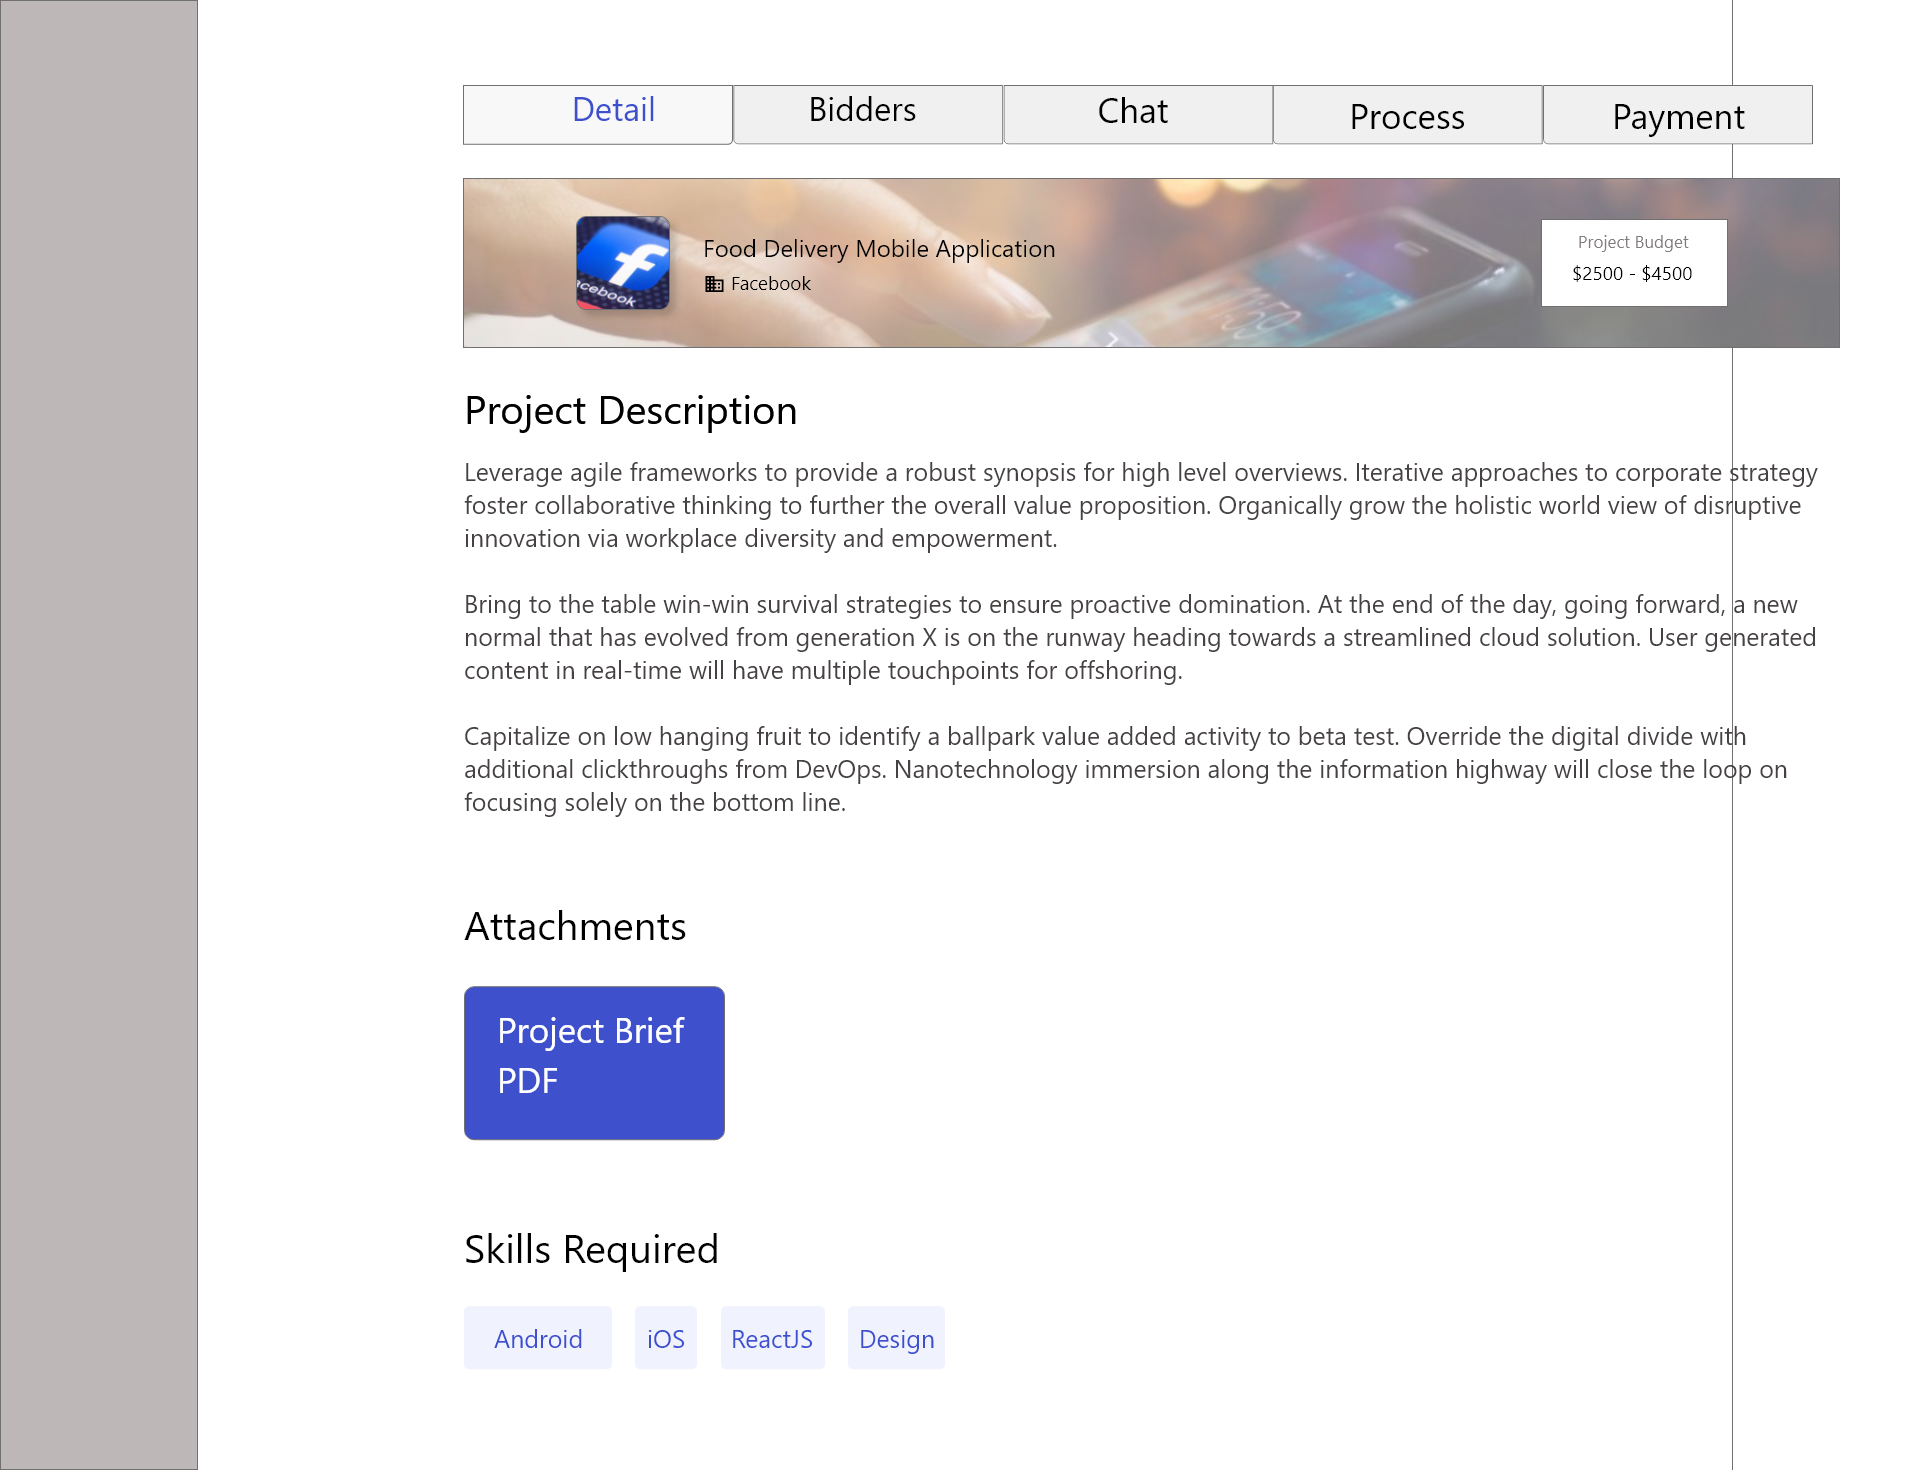 Detail
Bidders
Chat
Process
Payment
Food Delivery Mobile Application
Facebook
facebook
Project Budget
$2500 - $4500
Project Description
Leverage agile frameworks to provide a robust synopsis for high level overviews. Iterative approaches to corporate strategy
foster collaborative thinking to further the overall value proposition. Organically grow the holistic world view of disruptive
innovation via workplace diversity and empowerment.
Bring to the table win-win survival strategies to ensure proactive domination. At the end of the day, going forward, a new
normal that has evolved from generation X is on the runway heading towards a streamlined cloud solution. User generated
content in real-time will have multiple touchpoints for offshoring.
Capitalize on low hanging fruit to identify a ballpark value added activity to beta test. Override the digital divide with
additional clickthroughs from DevOps. Nanotechnology immersion along the information highway will close the loop on
focusing solely on the bottom line.
Attachments
Project Brief
PDF
Skills Required
Android
iOS
ReactJS
Design